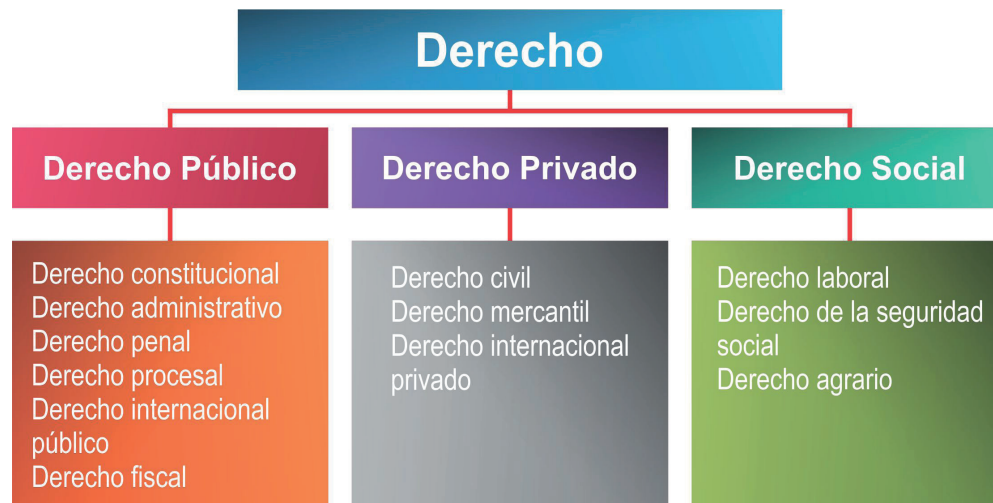 Derecho
Derecho Público
Derecho constitucional
Derecho administrativo
Derecho penal
Derecho procesal
Derecho internacional
público
Derecho fiscal
Derecho Privado
Derecho civil
Derecho mercantil
Derecho internacional
privado
Derecho Social
Derecho laboral
Derecho de la seguridad
social
Derecho agrario